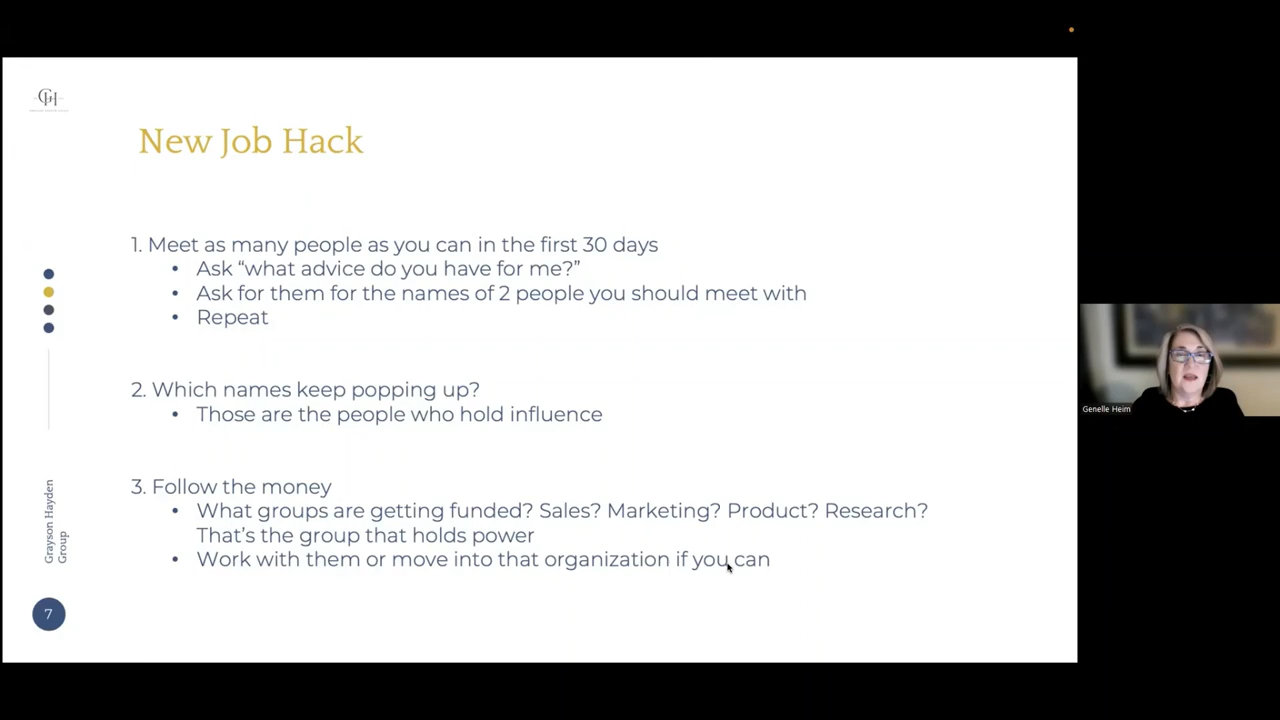 GH
New Job Hack
1. Meet as many people as you can in the first 30 days
• Ask “what advice do you have for me?”
• Ask for them for the names of 2 people you should meet with
• Repeat
2. Which names keep popping up?
• Those are the people who hold influence
3. Follow the money
• What groups are getting funded? Sales? Marketing? Product? Research?
That’s the group that holds power
• Work with them or move into that organization if you can
Grayson Hayden
Group
7
Genelle Heim